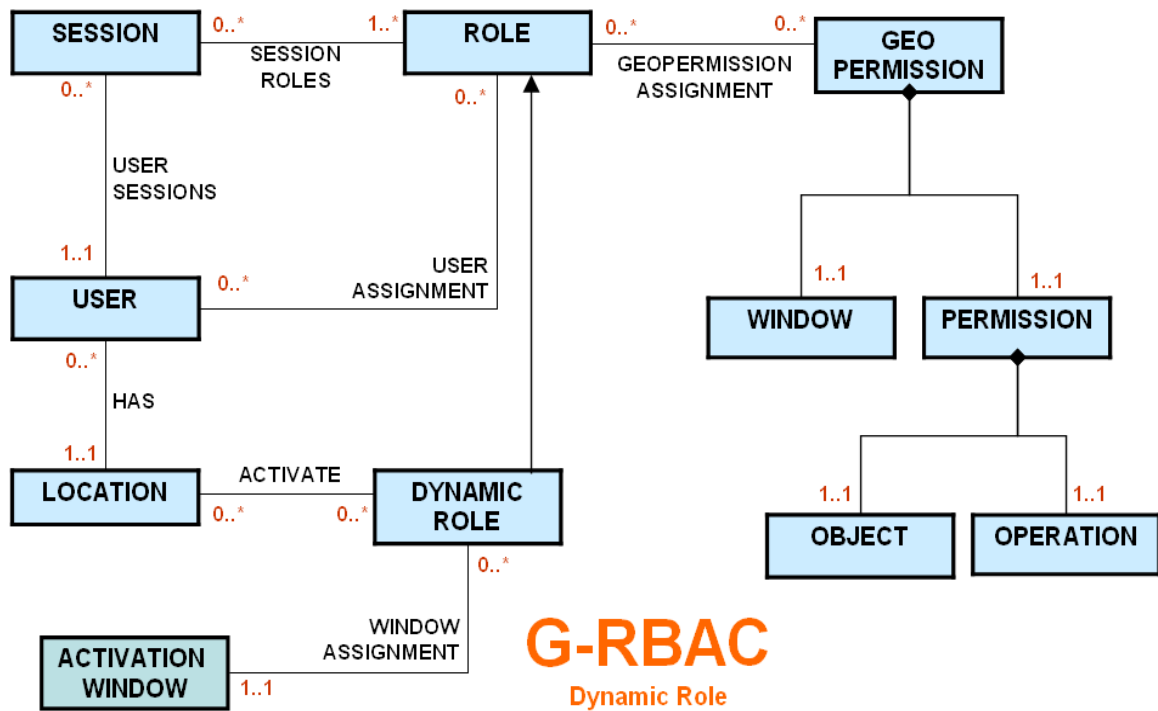 0..*
1..*
0..*
0..*
SESSION
ROLE
GEO
PERMISSION
SESSION
ROLES
GEOPERMISSION
ASSIGNMENT
0..*
0..*
USER
SESSIONS
1..1
0..*
USER
ASSIGNMENT
1..1
1..1
USER
WINDOW
PERMISSION
0..*
HAS
1..1
ACTIVATE
LOCATION
DYNAMIC
ROLE
0..*
0..*
1..1
1..1
OBJECT
OPERATION
0..*
WINDOW
ASSIGNMENT
ACTIVATION
WINDOW
1..1
G-RBAC
Dynamic Role